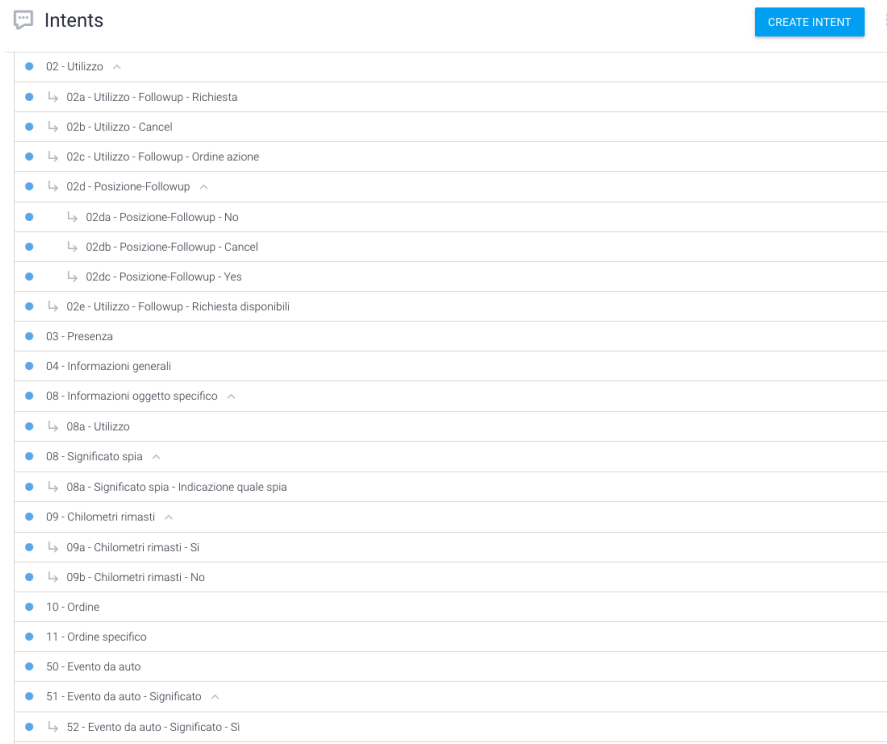 Intents
CREATE INTENT
02 - Utilizzo
02a - Utilizzo - Followup - Richiesta
02b - Utilizzo - Cancel
02c - Utilizzo - Followup - Ordine azione
02d - Posizione-Followup
02da - Posizione-Followup - No
02db - Posizione-Followup - Cancel
02dc - Posizione-Followup - Yes
02e - Utilizzo - Followup - Richiesta disponibili
03 - Presenza
04 - Informazioni generali
08 - Informazioni oggetto specifico
08a - Utilizzo
08 - Significato spia
08a - Significato spia - Indicazione quale spia
09 - Chilometri rimasti
09a - Chilometri rimasti - Si
09b - Chilometri rimasti - No
10 - Ordine
11 - Ordine specifico
50 - Evento da auto
51 - Evento da auto - Significato
52 - Evento da auto - Significato - Sì